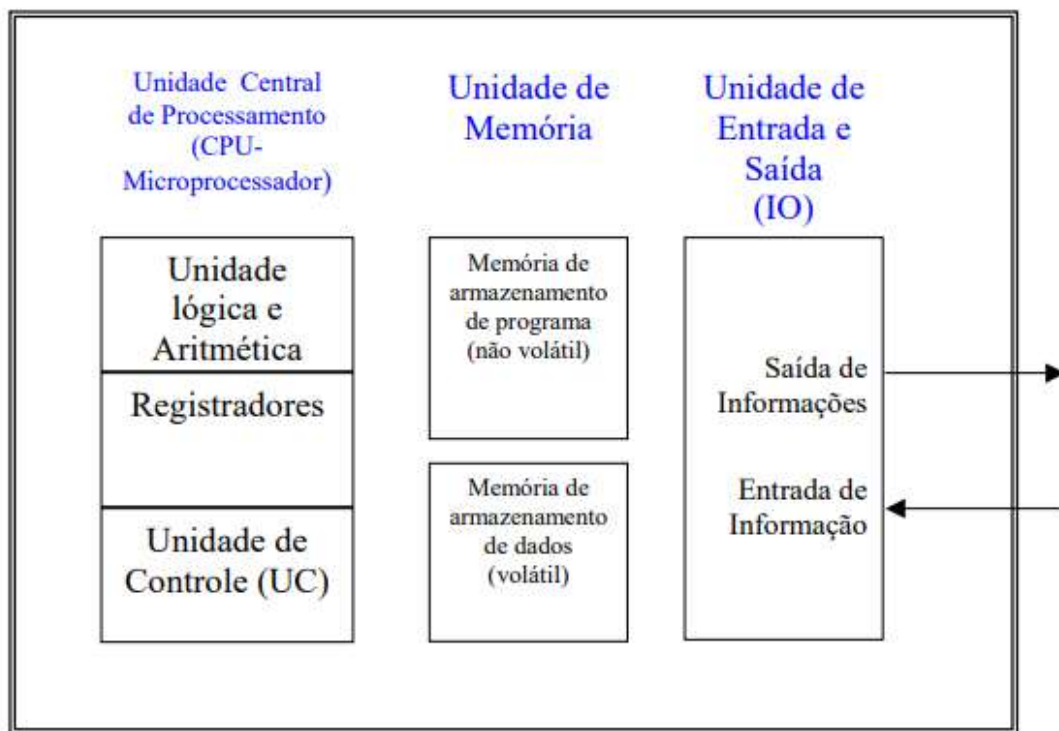 Unidade Central
de Processamento
(CPU-
Microprocessador)
Unidade de
Memória
Unidade de
Entrada e
Saída
(IO)
Unidade
lógica e
Aritmética
Registradores
Unidade de
Controle (UC)
Memória de
armazenamento
de programa
(não volátil)
Memória de
armazenamento
de dados
(volátil)
Saída de
Informações
Entrada de
Informação